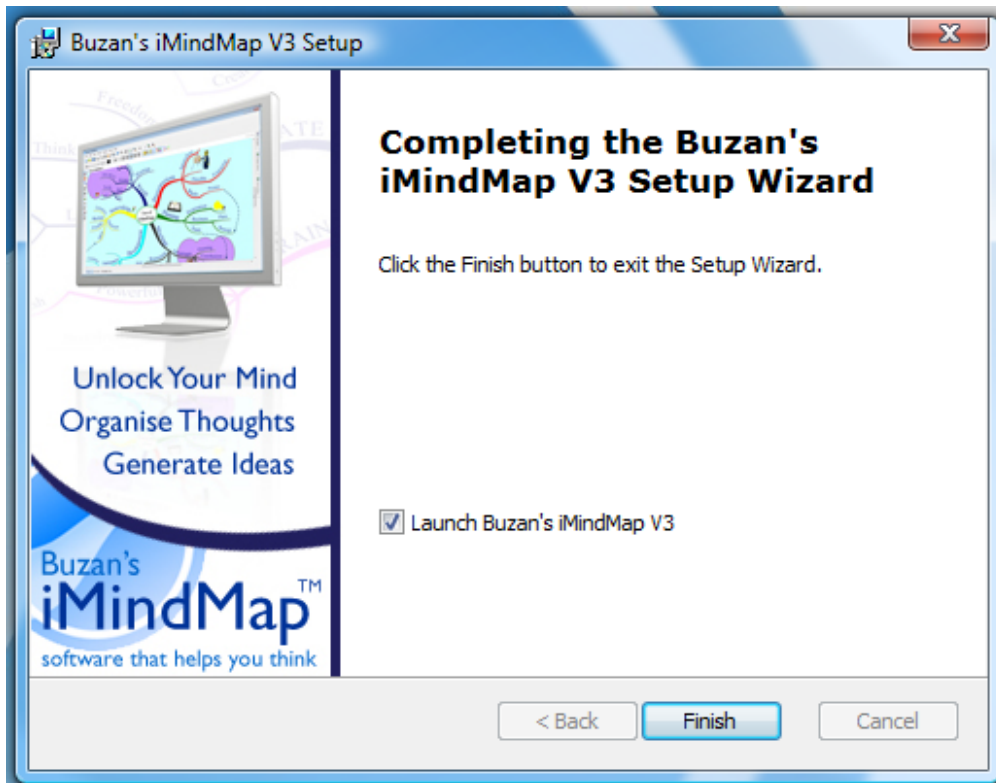 Buzan's iMindMap V3 Setup
Completing the Buzan's
iMindMap V3 Setup Wizard
Click the Finish button to exit the Setup Wizard.
Unlock Your Mind
Organise Thoughts
Generate Ideas
Launch Buzan's iMindMap V3
Buzan's
iMindMap™
software that helps you think
< Back
Finish
Cancel